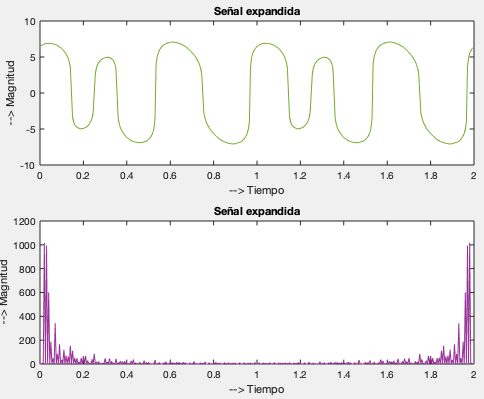 Señal expandida
10
5
0
-5
-10
--> Magnitud
0 0.2 0.4 0.6 0.8 1 1.2 1.4 1.6 1.8 2
--> Tiempo
Señal expandida
1200
1000
800
600
400
200
0
--> Magnitud
0 0.2 0.4 0.6 0.8 1 1.2 1.4 1.6 1.8 2
--> Tiempo